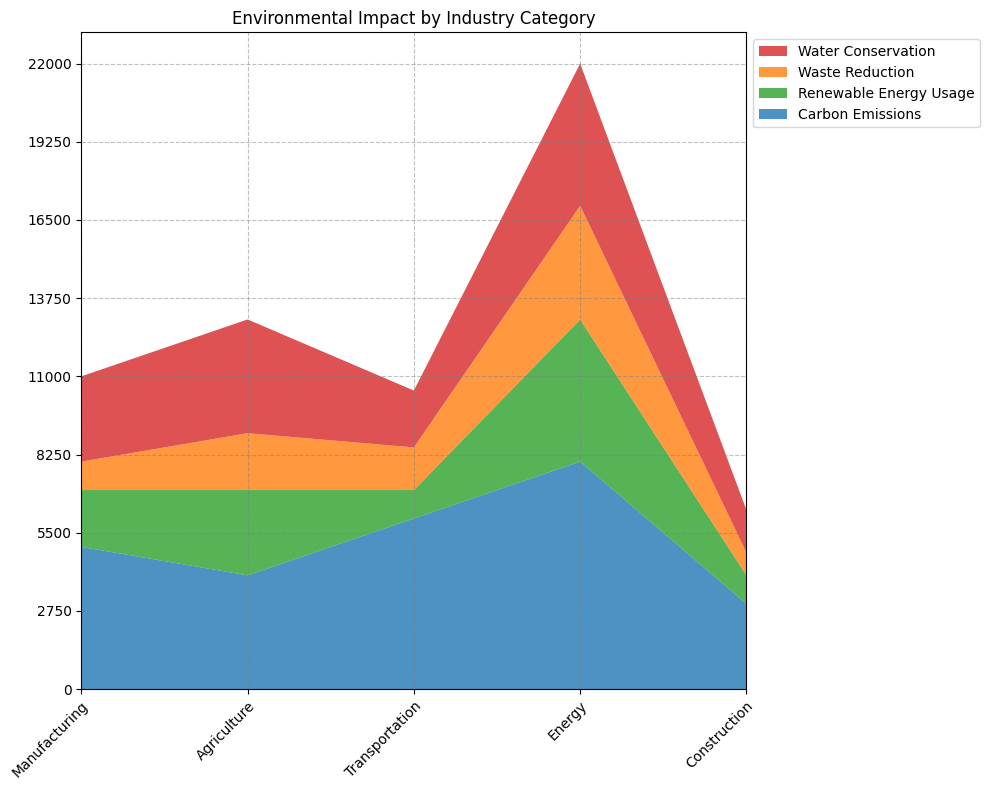 Environmental Impact by Industry Category
Water Conservation
Waste Reduction
Renewable Energy Usage
Carbon Emissions
22000
19250
16500
13750
11000
8250
5500
2750
0
Manufacturing
Agriculture
Transportation
Energy
Construction